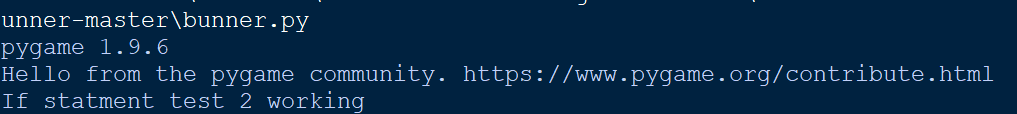 unner-master\bunner.py
pygame 1.9.6
Hello from the pygame community. https://www.pygame.org/contribute.html
If statment test 2 working